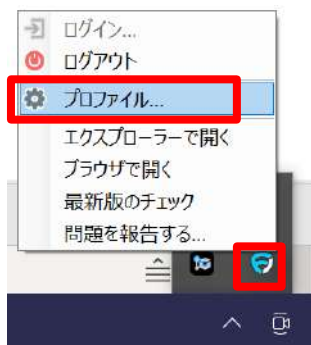 ログイン...
ログアウト
プロファイル...
エクスプローラーで開く
ブラウザで開く
最新版のチェック
問題を報告する...